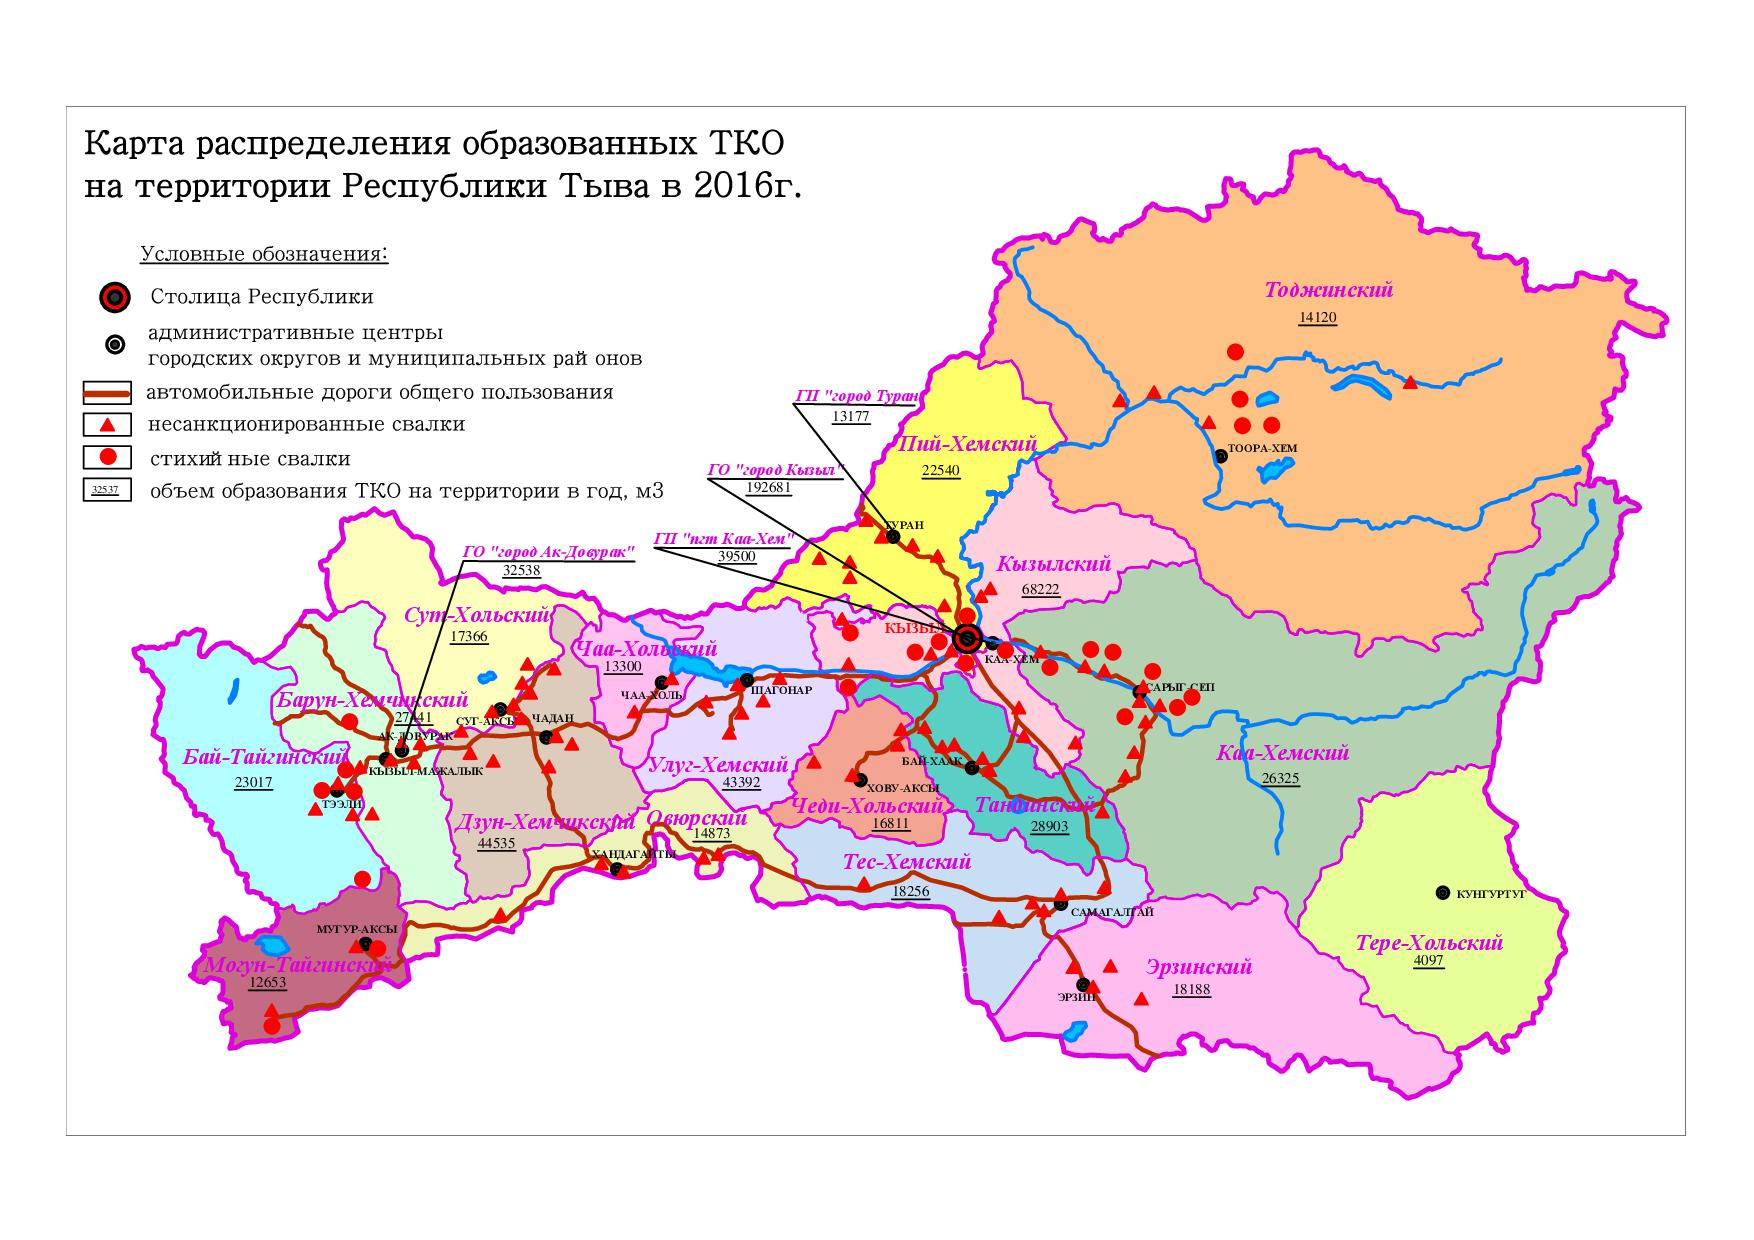 Карта распределения образованных ТКО
на территории Республики Тыва в 2016г.
Условные обозначения:
Столица Республики
административные центры
городских округов и муниципальных рай онов
автомобильные дороги общего пользования
несанкционированные свалки
стихий ные свалки
32537
объем образования ТКО на территории в год, м3
Тоджинский
14120
ТООРА-ХЕМ
ГП "город Туран
13177
Пий-Хемский
22540
ГО "город Кызыл"
192681
ТУРАН
ГП "пгт Каа-Хем"
39500
ГО "город Ак-Довурак"
32538
Кызылский
68222
Сут-Хольский
17366
КЫЗЫЛ
КАА-ХЕМ
Чаа-Хольский
13300
ЧАА-ХОЛЬ
ШАГОНАР
САРЫГ-СЕП
Барун-Хемчикский
27441
СУГ-АКСЫ
ЧАДАН
АК-ДОВУРАК
Бай-Тайгинский
23017
КЫЗЫЛ-МАЖАЛЫК
ТЭЭЛИ
Улуг-Хемский
43392
БАЙ-ХААК
ХОВУ-АКСЫ
Каа-Хемский
26325
Чеди-Хольский
16811
Тандинский
28903
Дзун-Хемчикский
44535
Овюрский
14873
ХАНДАГАЙТЫ
Тес-Хемский
18256
САМАГАЛТАЙ
КУНГУРТУГ
МУГУР-АКСЫ
Тере-Хольский
4097
Могун-Тайгинский
12653
Эрзинский
18188
ЭРЗИН